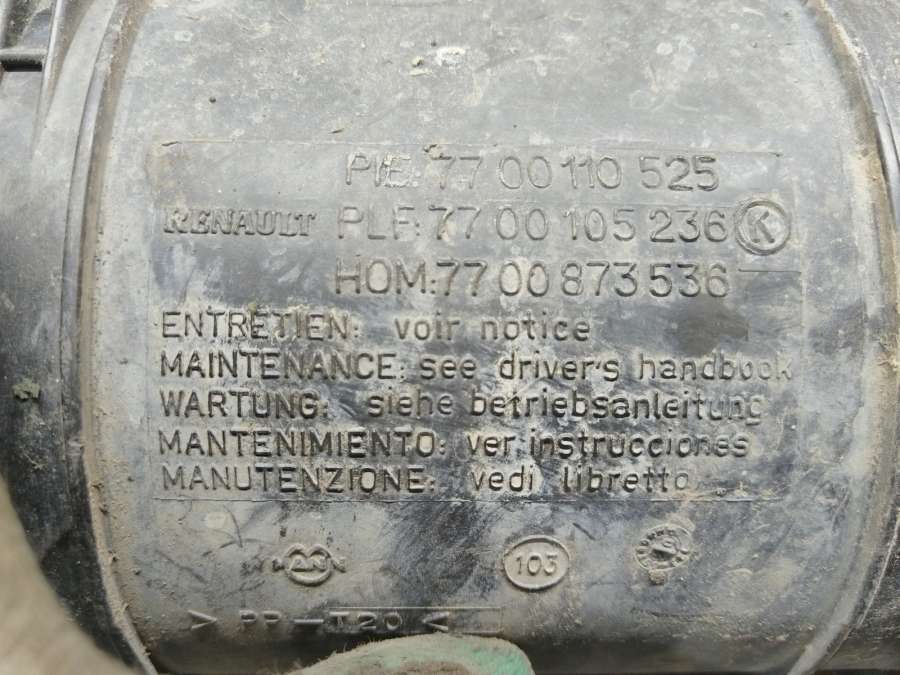 PIE: 77 00 110 525
RENAULT PLF: 77 00 105 236 K
HOM: 77 00 873 536
ENTRETIEN: voir notice
MAINTENANCE: see driver's handbook
WARTUNG: siehe betriebsanleitung
MANTENIMIENTO: ver instrucciones
MANUTENZIONE: vedi libretto
MANN 103
> PP-T20 <